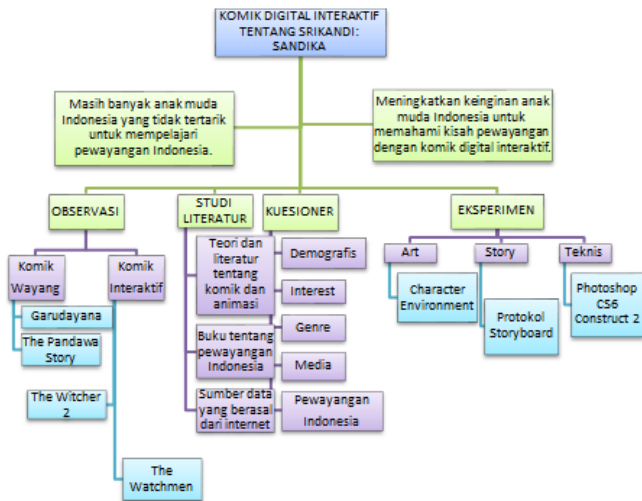 KOMIK DIGITAL INTERAKTIF
TENTANG SRIKANDI:
SANDIKA
Masih banyak anak muda
Indonesia yang tidak tertarik
untuk mempelajari
pewayangan Indonesia.
Meningkatkan keinginan anak
muda Indonesia untuk
memahami kisah pewayangan
dengan komik digital interaktif.
OBSERVASI
Komik
Wayang
Garudayana
The Pandawa
Story
Komik
Interaktif
The Witcher
2
The
Watchmen
STUDI
LITERATUR
Teori dan
literatur
tentang
komik dan
animasi
Buku tentang
pewayangan
Indonesia
Sumber data
yang berasal
dari internet
KUESIONER
Demografis
Interest
Genre
Media
Pewayangan
Indonesia
EKSPERIMEN
Art
Character
Environment
Story
Protokol
Storyboard
Teknis
Photoshop
CS6
Construct 2